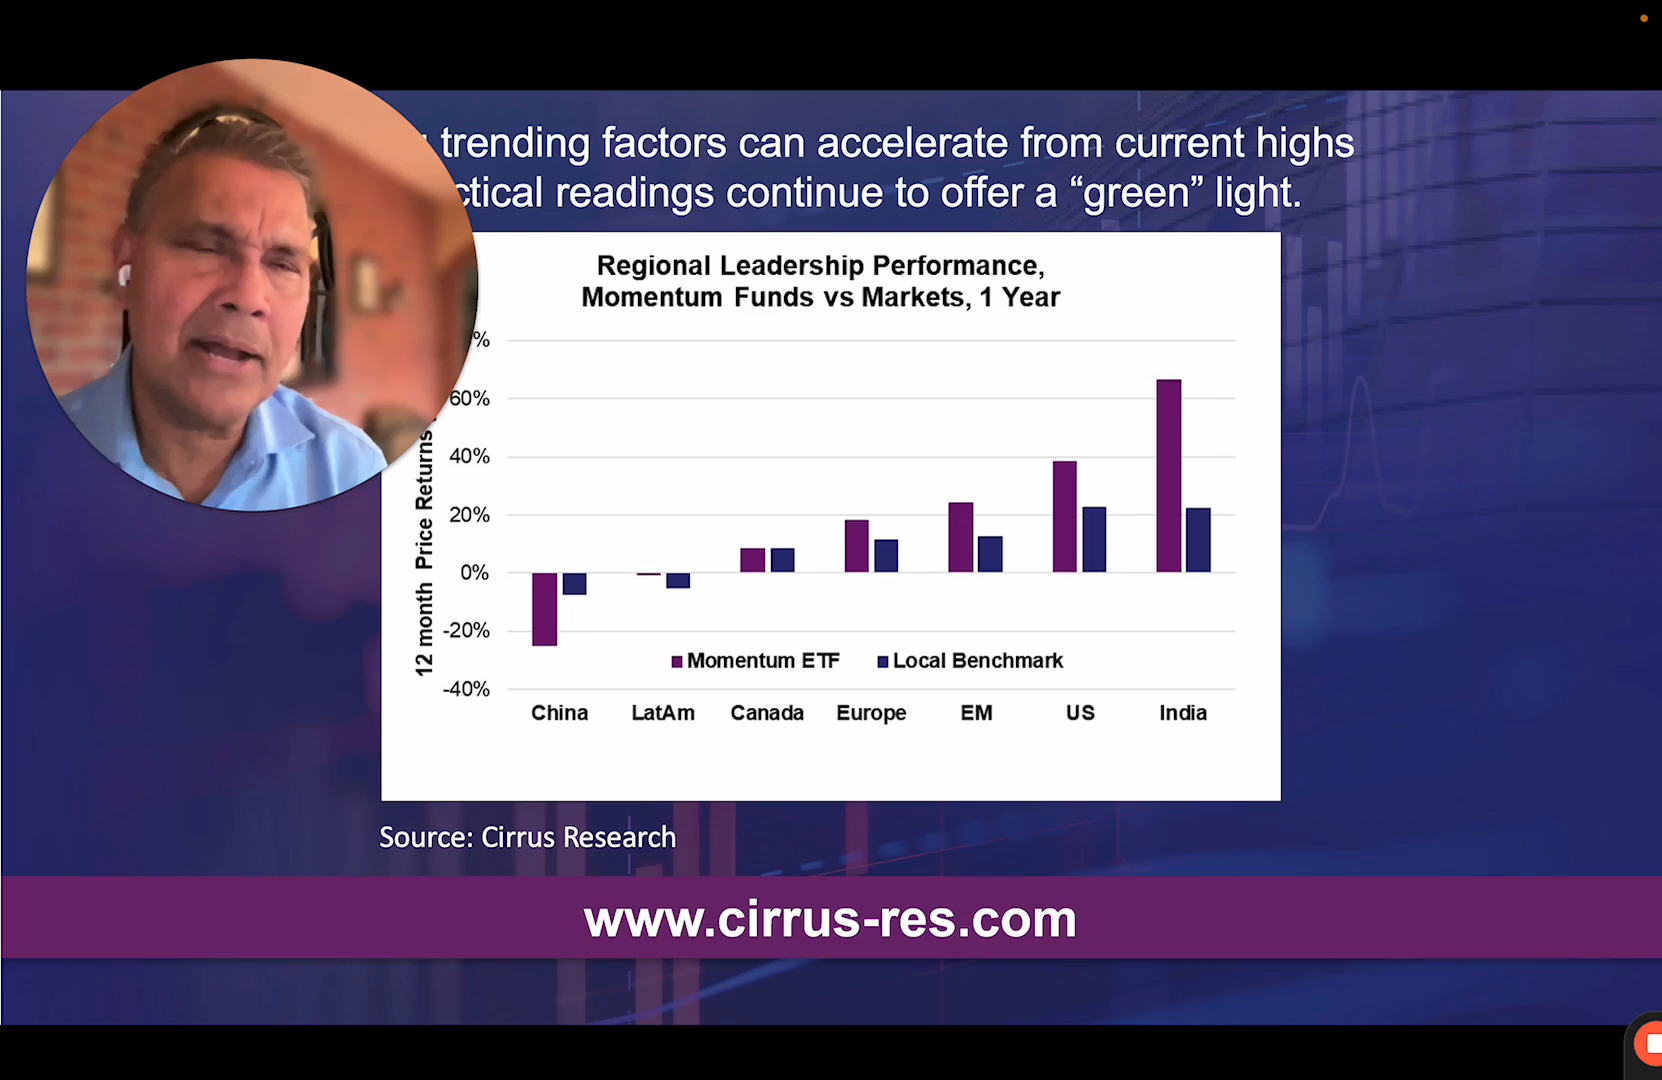 trending factors can accelerate from current highs
readings continue to offer a “green” light.
Regional Leadership Performance,
Momentum Funds vs Markets, 1 Year
12 month Price Returns
60%
40%
20%
0%
-20%
-40%
Momentum ETF
Local Benchmark
China LatAm Canada Europe EM US India
Source: Cirrus Research
www.cirrus-res.com